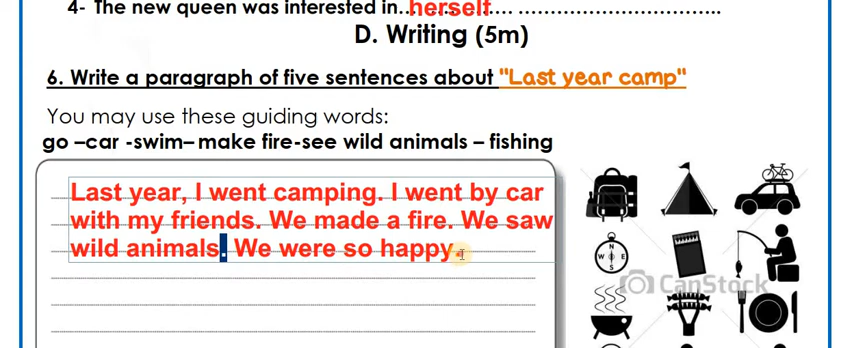 4- The new queen was interested in...herself.... ....................................
D. Writing (5m)
6. Write a paragraph of five sentences about "Last year camp"
You may use these guiding words:
go –car -swim– make fire-see wild animals – fishing
Last year, I went camping. I went by car
with my friends. We made a fire. We saw
wild animals. We were so happy.
N
W E
S
CanStock